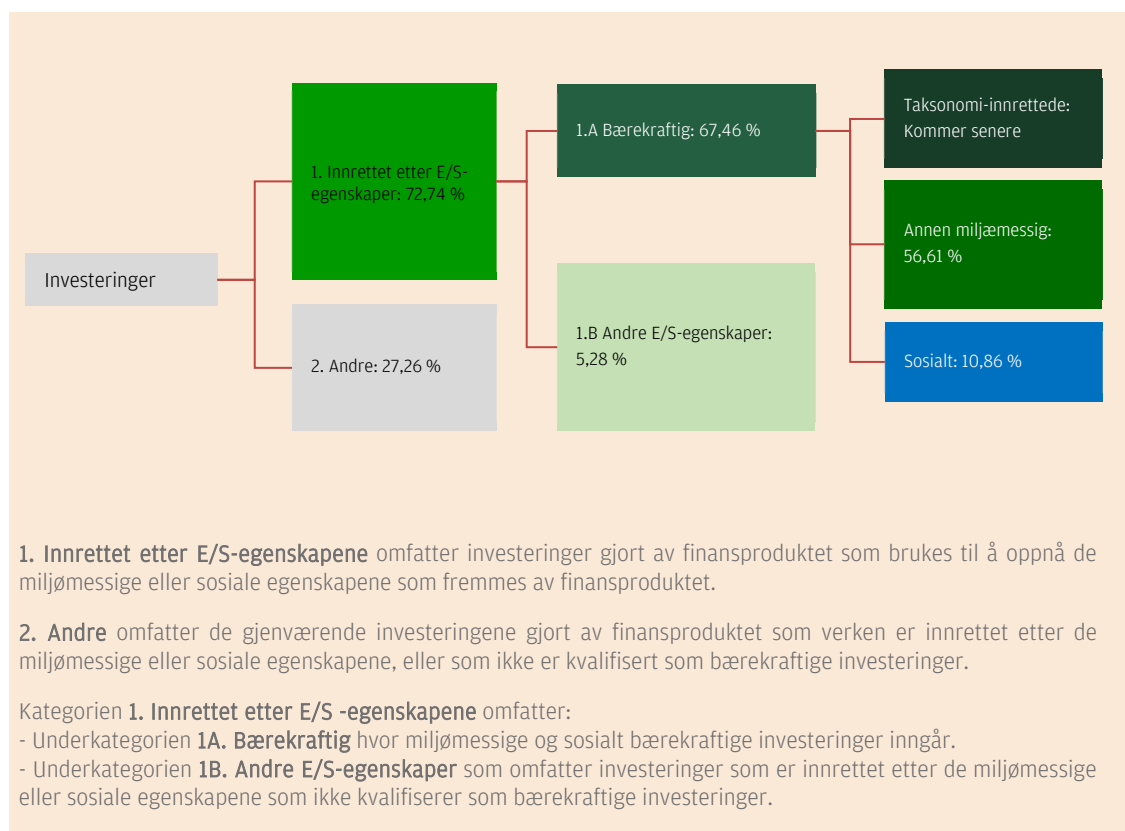 Investeringer
1. Innrettet etter E/S-
egenskaper: 72,74 %
2. Andre: 27,26 %
1.A Bærekraftig: 67,46 %
1.B Andre E/S-egenskaper:
5,28 %
Taksonomi-innrettede:
Kommer senere
Annen miljæmessig:
56,61 %
Sosialt: 10,86 %
1. Innrettet etter E/S-egenskapene omfatter investeringer gjort av finansproduktet som brukes til å oppnå de
miljømessige eller sosiale egenskapene som fremmes av finansproduktet.
2. Andre omfatter de gjenværende investeringene gjort av finansproduktet som verken er innrettet etter de
miljømessige eller sosiale egenskapene, eller som ikke er kvalifisert som bærekraftige investeringer.
Kategorien 1. Innrettet etter E/S -egenskapene omfatter:
- Underkategorien 1A. Bærekraftig hvor miljømessige og sosialt bærekraftige investeringer inngår.
- Underkategorien 1B. Andre E/S-egenskaper som omfatter investeringer som er innrettet etter de miljømessige
eller sosiale egenskapene som ikke kvalifiserer som bærekraftige investeringer.